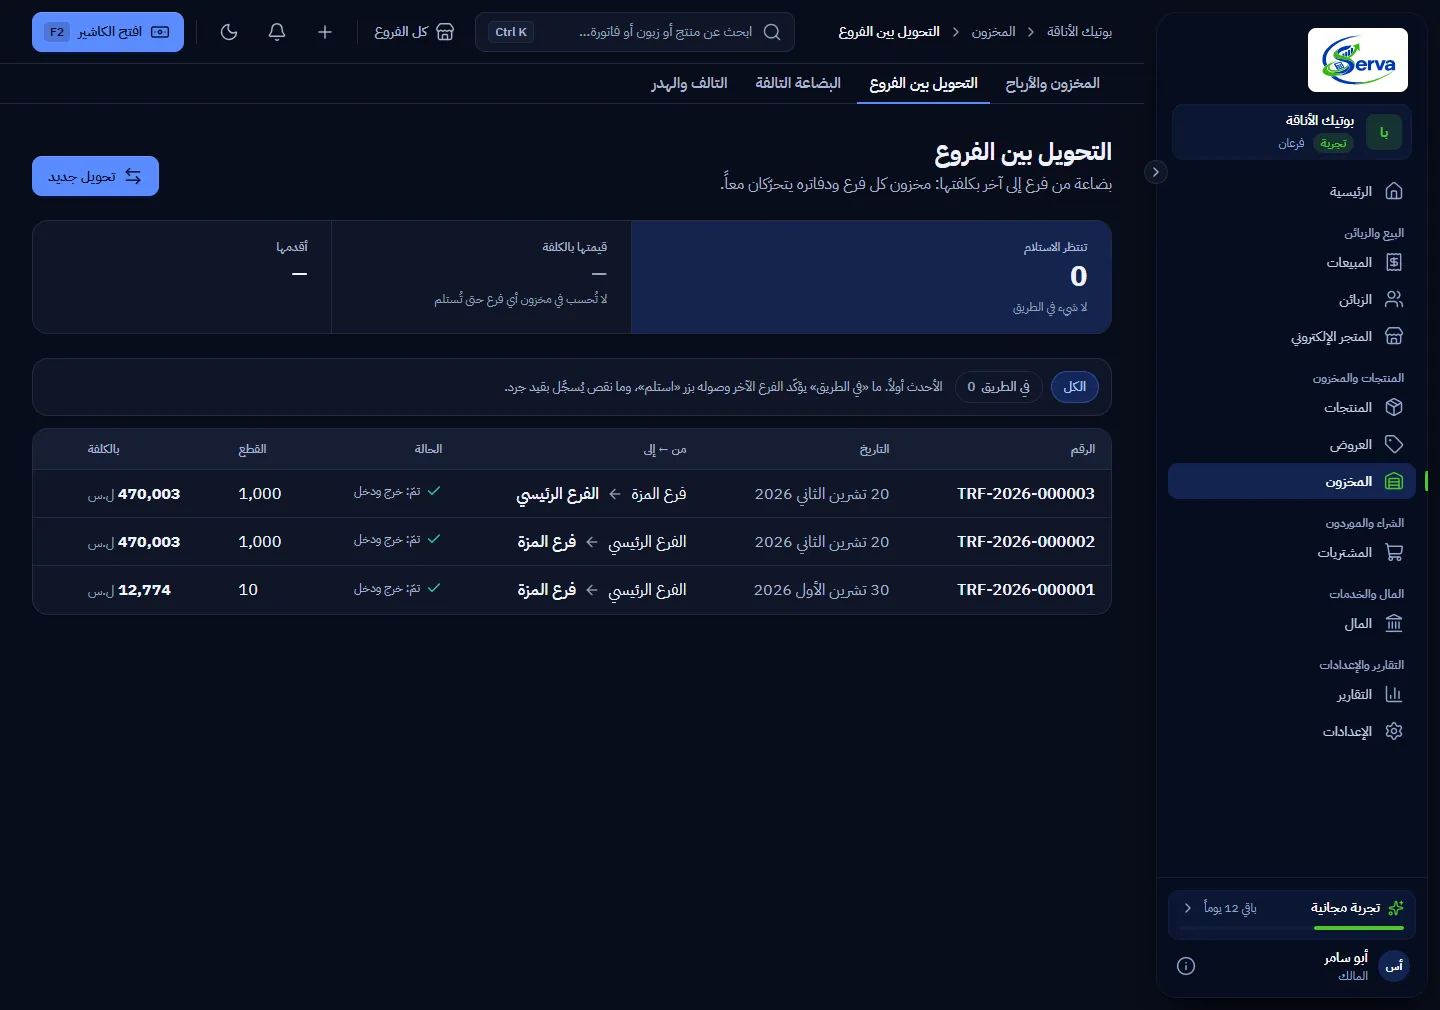 Serva
با
بوتيك الأناقة
تجربة
فرعان
الرئيسية
البيع والزبائن
المبيعات
الزبائن
المتجر الإلكتروني
المنتجات والمخزون
المنتجات
العروض
المخزون
الشراء والموردون
المشتريات
المال والخدمات
المال
التقارير والإعدادات
التقارير
الإعدادات
تجربة مجانية
باقي 12 يوماً
أس
أبو سامر
المالك
بوتيك الأناقة
المخزون
التحويل بين الفروع
ابحث عن منتج أو زبون أو فاتورة...
Ctrl K
كل الفروع
افتح الكاشير
F2
المخزون والأرباح
التحويل بين الفروع
البضاعة التالفة
التالف والهدر
التحويل بين الفروع
بضاعة من فرع إلى آخر بكلفتها: مخزون كل فرع ودفاتره يتحرّكان معاً.
تحويل جديد
تنتظر الاستلام
0
لا شيء في الطريق
قيمتها بالكلفة
—
لا تُحسب في مخزون أي فرع حتى تُستلم
أقدمها
—
الكل
في الطريق 0
الأحدث أولاً. ما «في الطريق» يؤكّد الفرع الآخر وصوله بزر «استلم»، وما نقص يُسجَّل بقيد جرد.
الرقم التاريخ من ← إلى الحالة القطع بالكلفة
TRF-2026-000003 20 تشرين الثاني 2026 فرع المزة ← الفرع الرئيسي تمّ: خرج ودخل 1,000 470,003 ل.س
TRF-2026-000002 20 تشرين الثاني 2026 الفرع الرئيسي ← فرع المزة تمّ: خرج ودخل 1,000 470,003 ل.س
TRF-2026-000001 30 تشرين الأول 2026 الفرع الرئيسي ← فرع المزة تمّ: خرج ودخل 10 12,774 ل.س